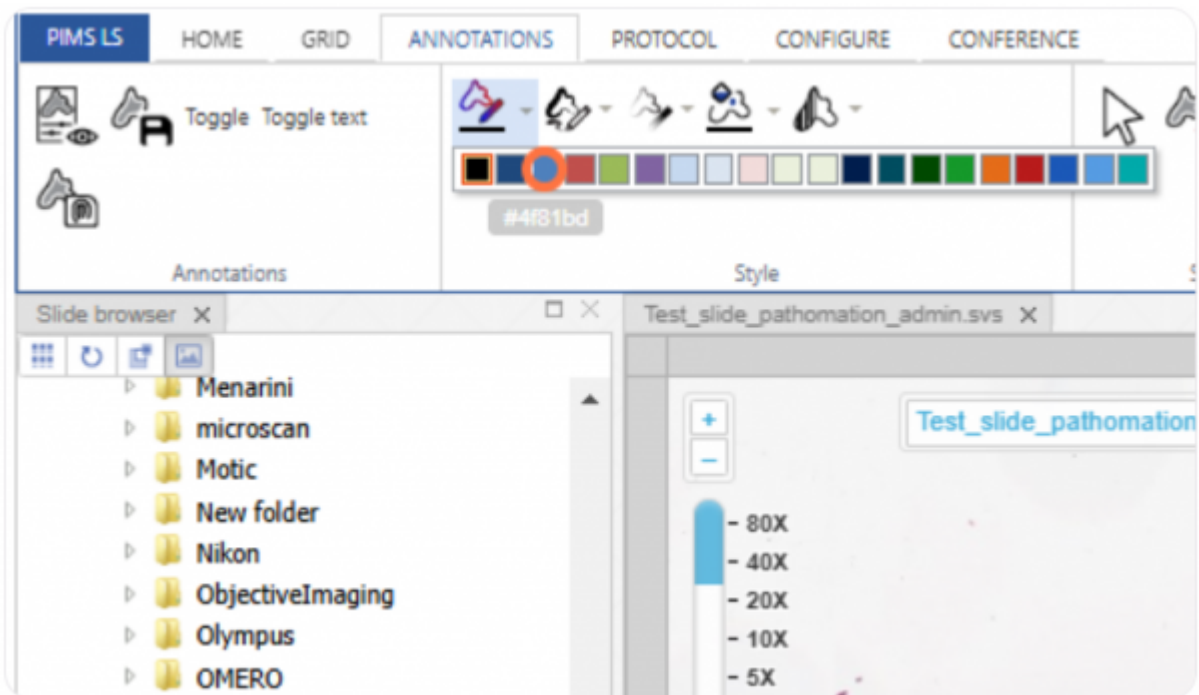 PIMS LS HOME GRID ANNOTATIONS PROTOCOL CONFIGURE CONFERENCE
Toggle Toggle text
#4f81bd
Annotations Style
Slide browser Test_slide_pathomation_admin.svs
Menarini
microscan
Motic
New folder
Nikon
ObjectiveImaging
Olympus
OMERO
Test_slide_pathomation
+
−
- 80X
- 40X
- 20X
- 10X
- 5X